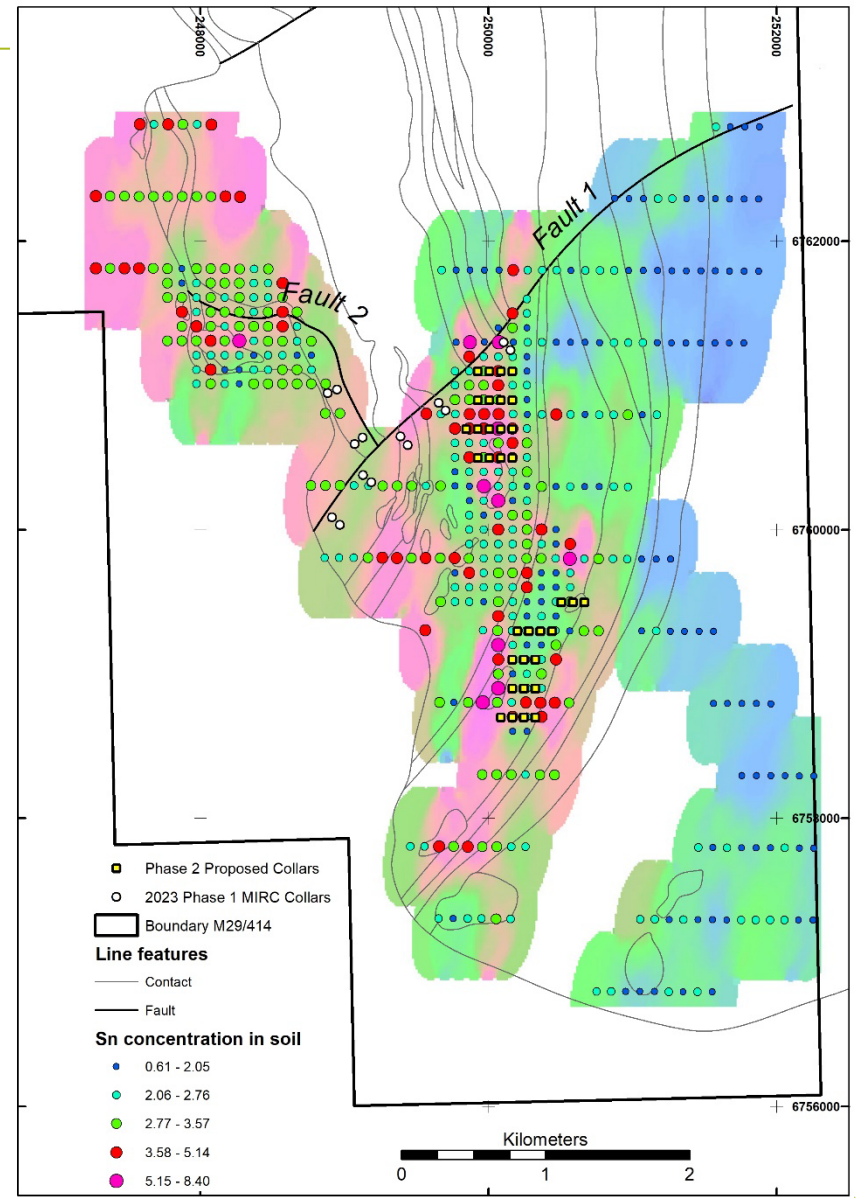 248000
250000
252000
Fault 1
6762000
Fault 2
6760000
6758000
Phase 2 Proposed Collars
2023 Phase 1 MIRC Collars
Boundary M29/414
Line features
Contact
Fault
Sn concentration in soil
0.61 - 2.05
2.06 - 2.76
2.77 - 3.57
3.58 - 5.14
5.15 - 8.40
6756000
Kilometers
0 1 2